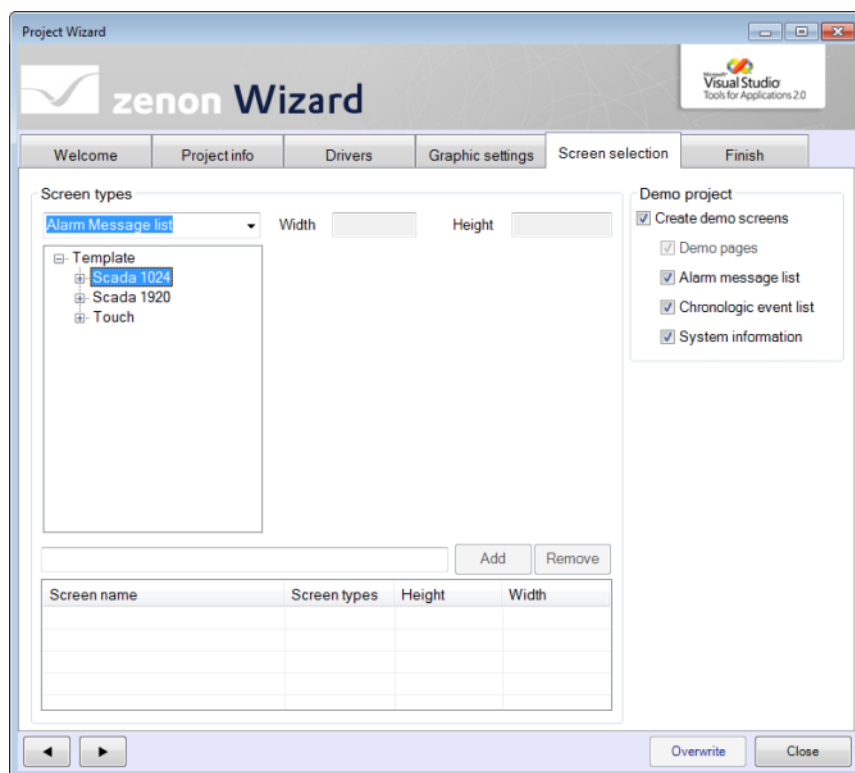 Project Wizard
zenon Wizard
Microsoft
Visual Studio
Tools for Applications 2.0
Welcome
Project info
Drivers
Graphic settings
Screen selection
Finish
Screen types
Alarm Message list
Width
Height
Template
Scada 1024
Scada 1920
Touch
Add
Remove
Screen name
Screen types
Height
Width
Demo project
Create demo screens
Demo pages
Alarm message list
Chronologic event list
System information
Overwrite
Close